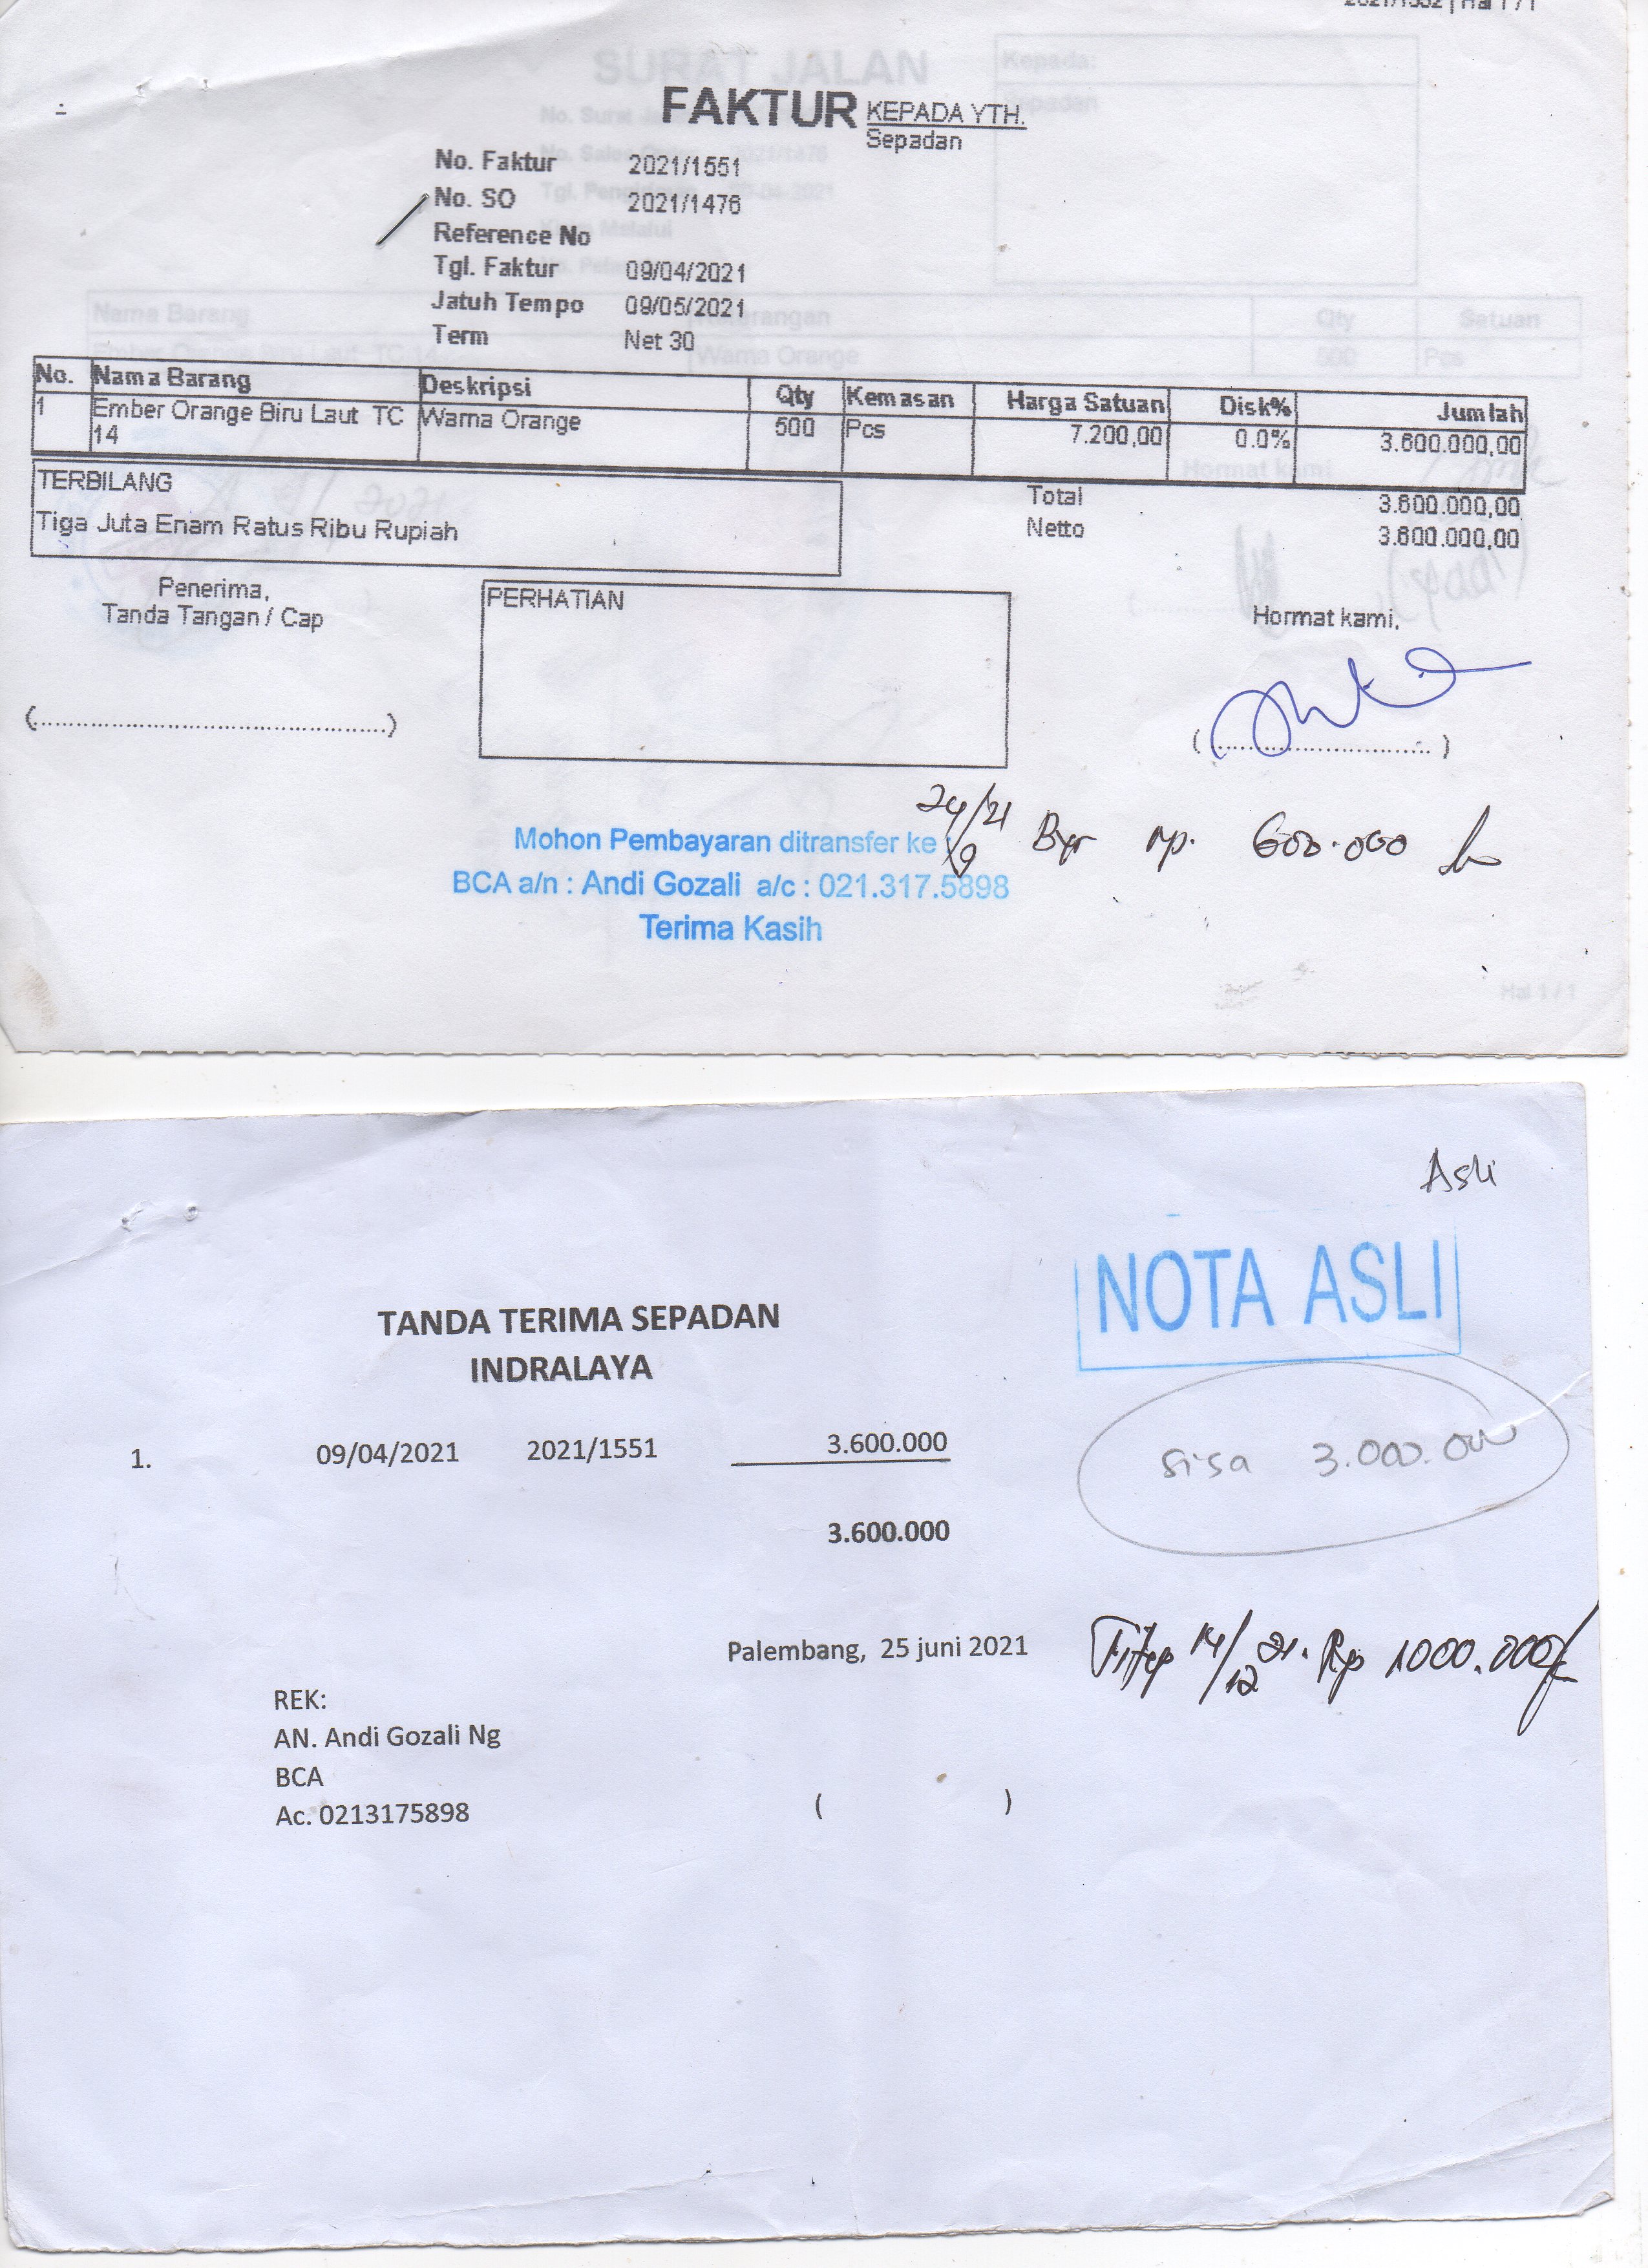 FAKTUR
KEPADA YTH.
Sepadan
No. Faktur 2021/1551
No. SO 2021/1476
Reference No
Tgl. Faktur 09/04/2021
Jatuh Tempo 09/05/2021
Term Net 30
No. Nama Barang Deskripsi Qty Kemasan Harga Satuan Disk% Jumlah
1 Ember Orange Biru Laut TC Warna Orange 500 Pcs 7.200,00 0.0% 3.600.000,00
14
TERBILANG
Total 3.600.000,00
Tiga Juta Enam Ratus Ribu Rupiah
Netto 3.600.000,00
Penerima,
Tanda Tangan / Cap
PERHATIAN
Hormat kami,
(..............................................)
(..............................)
24/9 21 Byr rp. 600.000
Mohon Pembayaran ditransfer ke :
BCA a/n : Andi Gozali a/c : 021.317.5898
Terima Kasih
Asli
NOTA ASLI
TANDA TERIMA SEPADAN
INDRALAYA
1. 09/04/2021 2021/1551 3.600.000
sisa 3.000.000
3.600.000
Palembang, 25 juni 2021
Titip 14/12 21. Rp 1000.000
REK:
AN. Andi Gozali Ng
BCA
Ac. 0213175898
( )